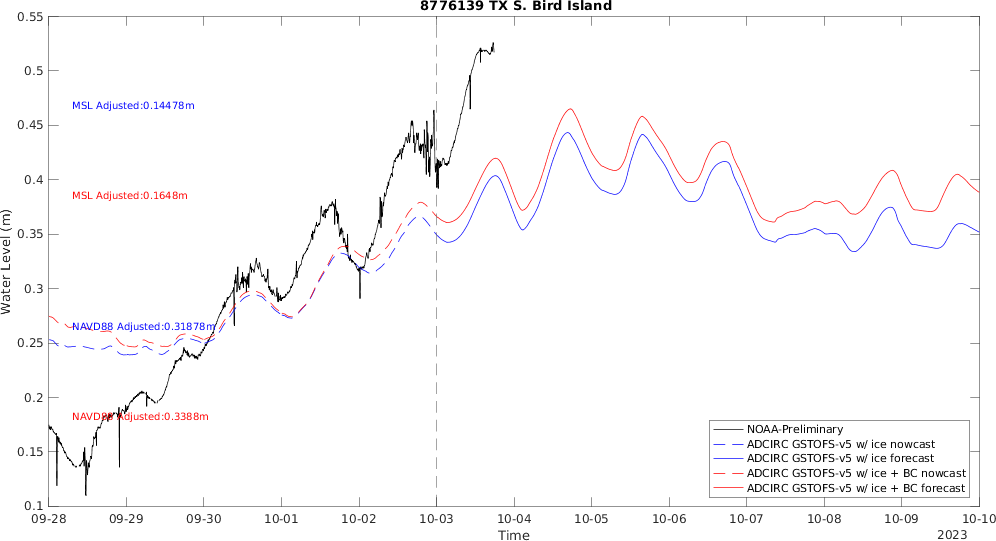 8776139 TX S. Bird Island
Water Level (m)
0.55
0.5
0.45
0.4
0.35
0.3
0.25
0.2
0.15
0.1
MSL Adjusted:0.14478m
MSL Adjusted:0.1648m
NAVD88 Adjusted:0.31878m
NAVD88 Adjusted:0.3388m
NOAA-Preliminary
ADCIRC GSTOFS-v5 w/ ice nowcast
ADCIRC GSTOFS-v5 w/ ice forecast
ADCIRC GSTOFS-v5 w/ ice + BC nowcast
ADCIRC GSTOFS-v5 w/ ice + BC forecast
09-28 09-29 09-30 10-01 10-02 10-03 10-04 10-05 10-06 10-07 10-08 10-09 10-10
Time
2023